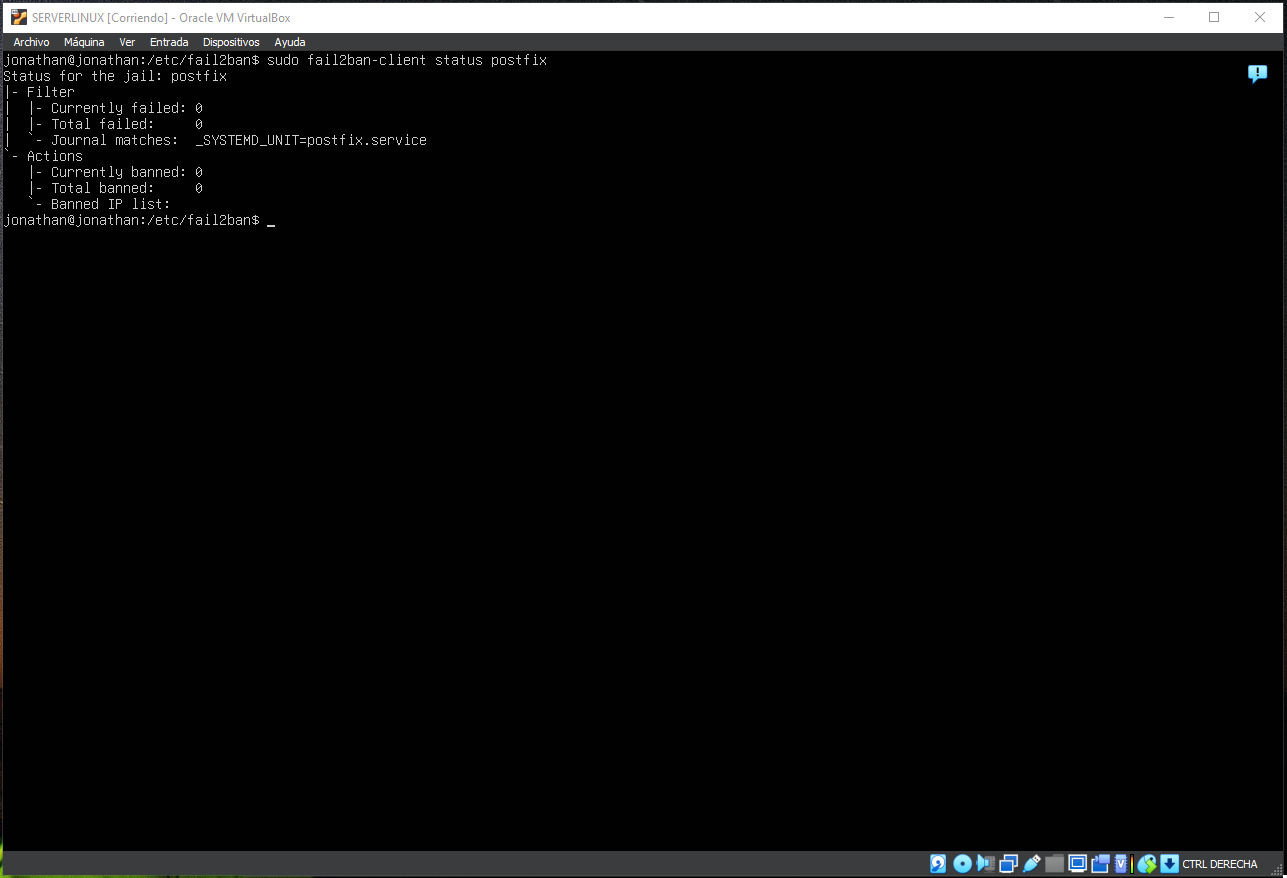 SERVERLINUX [Corriendo] - Oracle VM VirtualBox
Archivo Máquina Ver Entrada Dispositivos Ayuda
jonathan@jonathan:/etc/fail2ban$ sudo fail2ban-client status postfix
Status for the jail: postfix
|- Filter
|  |- Currently failed: 0
|  |- Total failed:     0
|  `- Journal matches:  _SYSTEMD_UNIT=postfix.service
`- Actions
   |- Currently banned: 0
   |- Total banned:     0
   `- Banned IP list:
jonathan@jonathan:/etc/fail2ban$ _
CTRL DERECHA